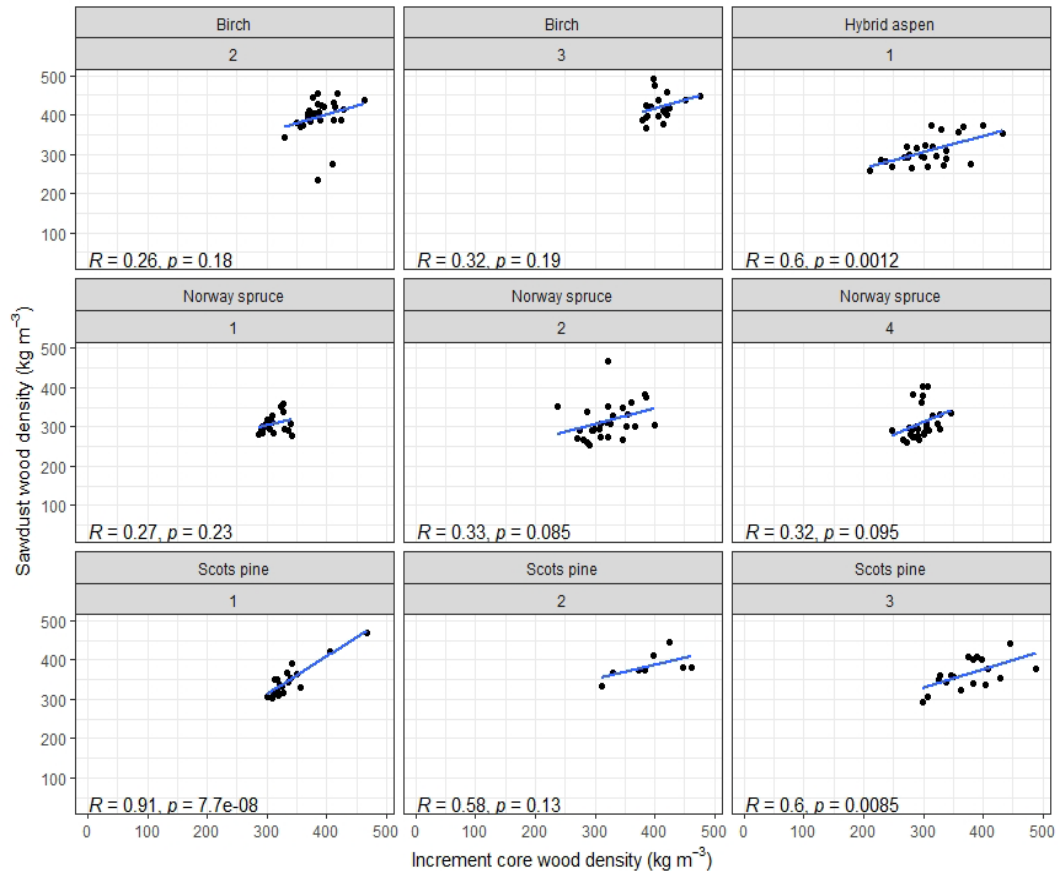 Birch
Birch
Hybrid aspen
2
3
1
500
400
300
200
100
R = 0.26, p = 0.18
R = 0.32, p = 0.19
R = 0.6, p = 0.0012
Norway spruce
Norway spruce
Norway spruce
1
2
4
500
400
300
200
100
R = 0.27, p = 0.23
R = 0.33, p = 0.085
R = 0.32, p = 0.095
Scots pine
Scots pine
Scots pine
1
2
3
500
400
300
200
100
R = 0.91, p = 7.7e-08
R = 0.58, p = 0.13
R = 0.6, p = 0.0085
0 100 200 300 400 500
0 100 200 300 400 500
0 100 200 300 400 500
Increment core wood density (kg m⁻³)
Sawdust wood density (kg m⁻³)